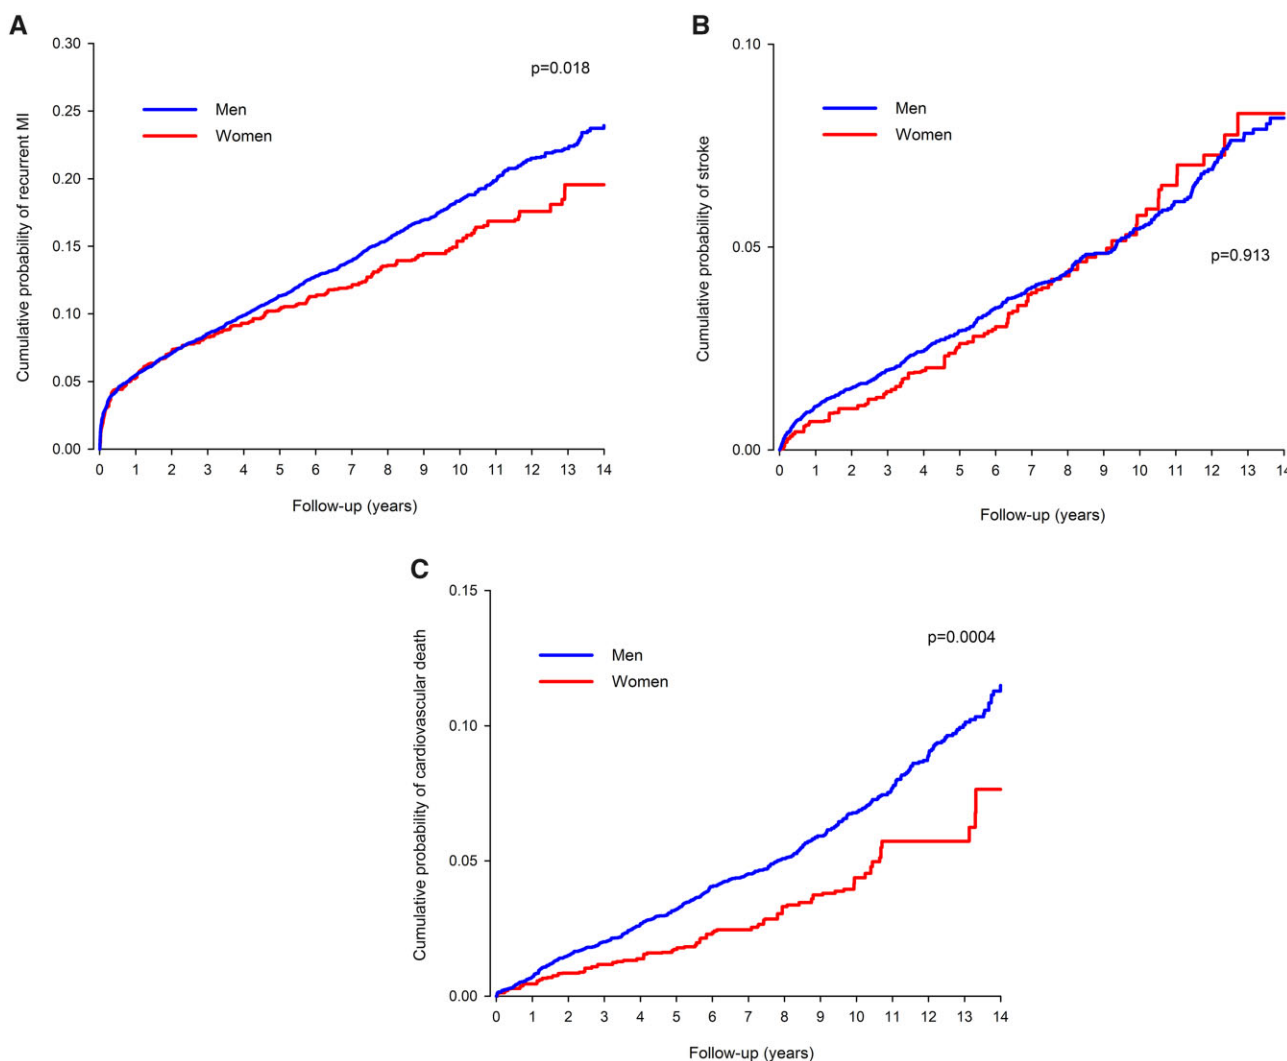 A
Cumulative probability of recurrent MI
0.30
0.25
0.20
0.15
0.10
0.05
0.00
p=0.018
Men
Women
0 1 2 3 4 5 6 7 8 9 10 11 12 13 14
Follow-up (years)
B
Cumulative probability of stroke
0.10
0.05
0.00
Men
Women
p=0.913
0 1 2 3 4 5 6 7 8 9 10 11 12 13 14
Follow-up (years)
C
Cumulative probability of cardiovascular death
0.15
0.10
0.05
0.00
p=0.0004
Men
Women
0 1 2 3 4 5 6 7 8 9 10 11 12 13 14
Follow-up (years)